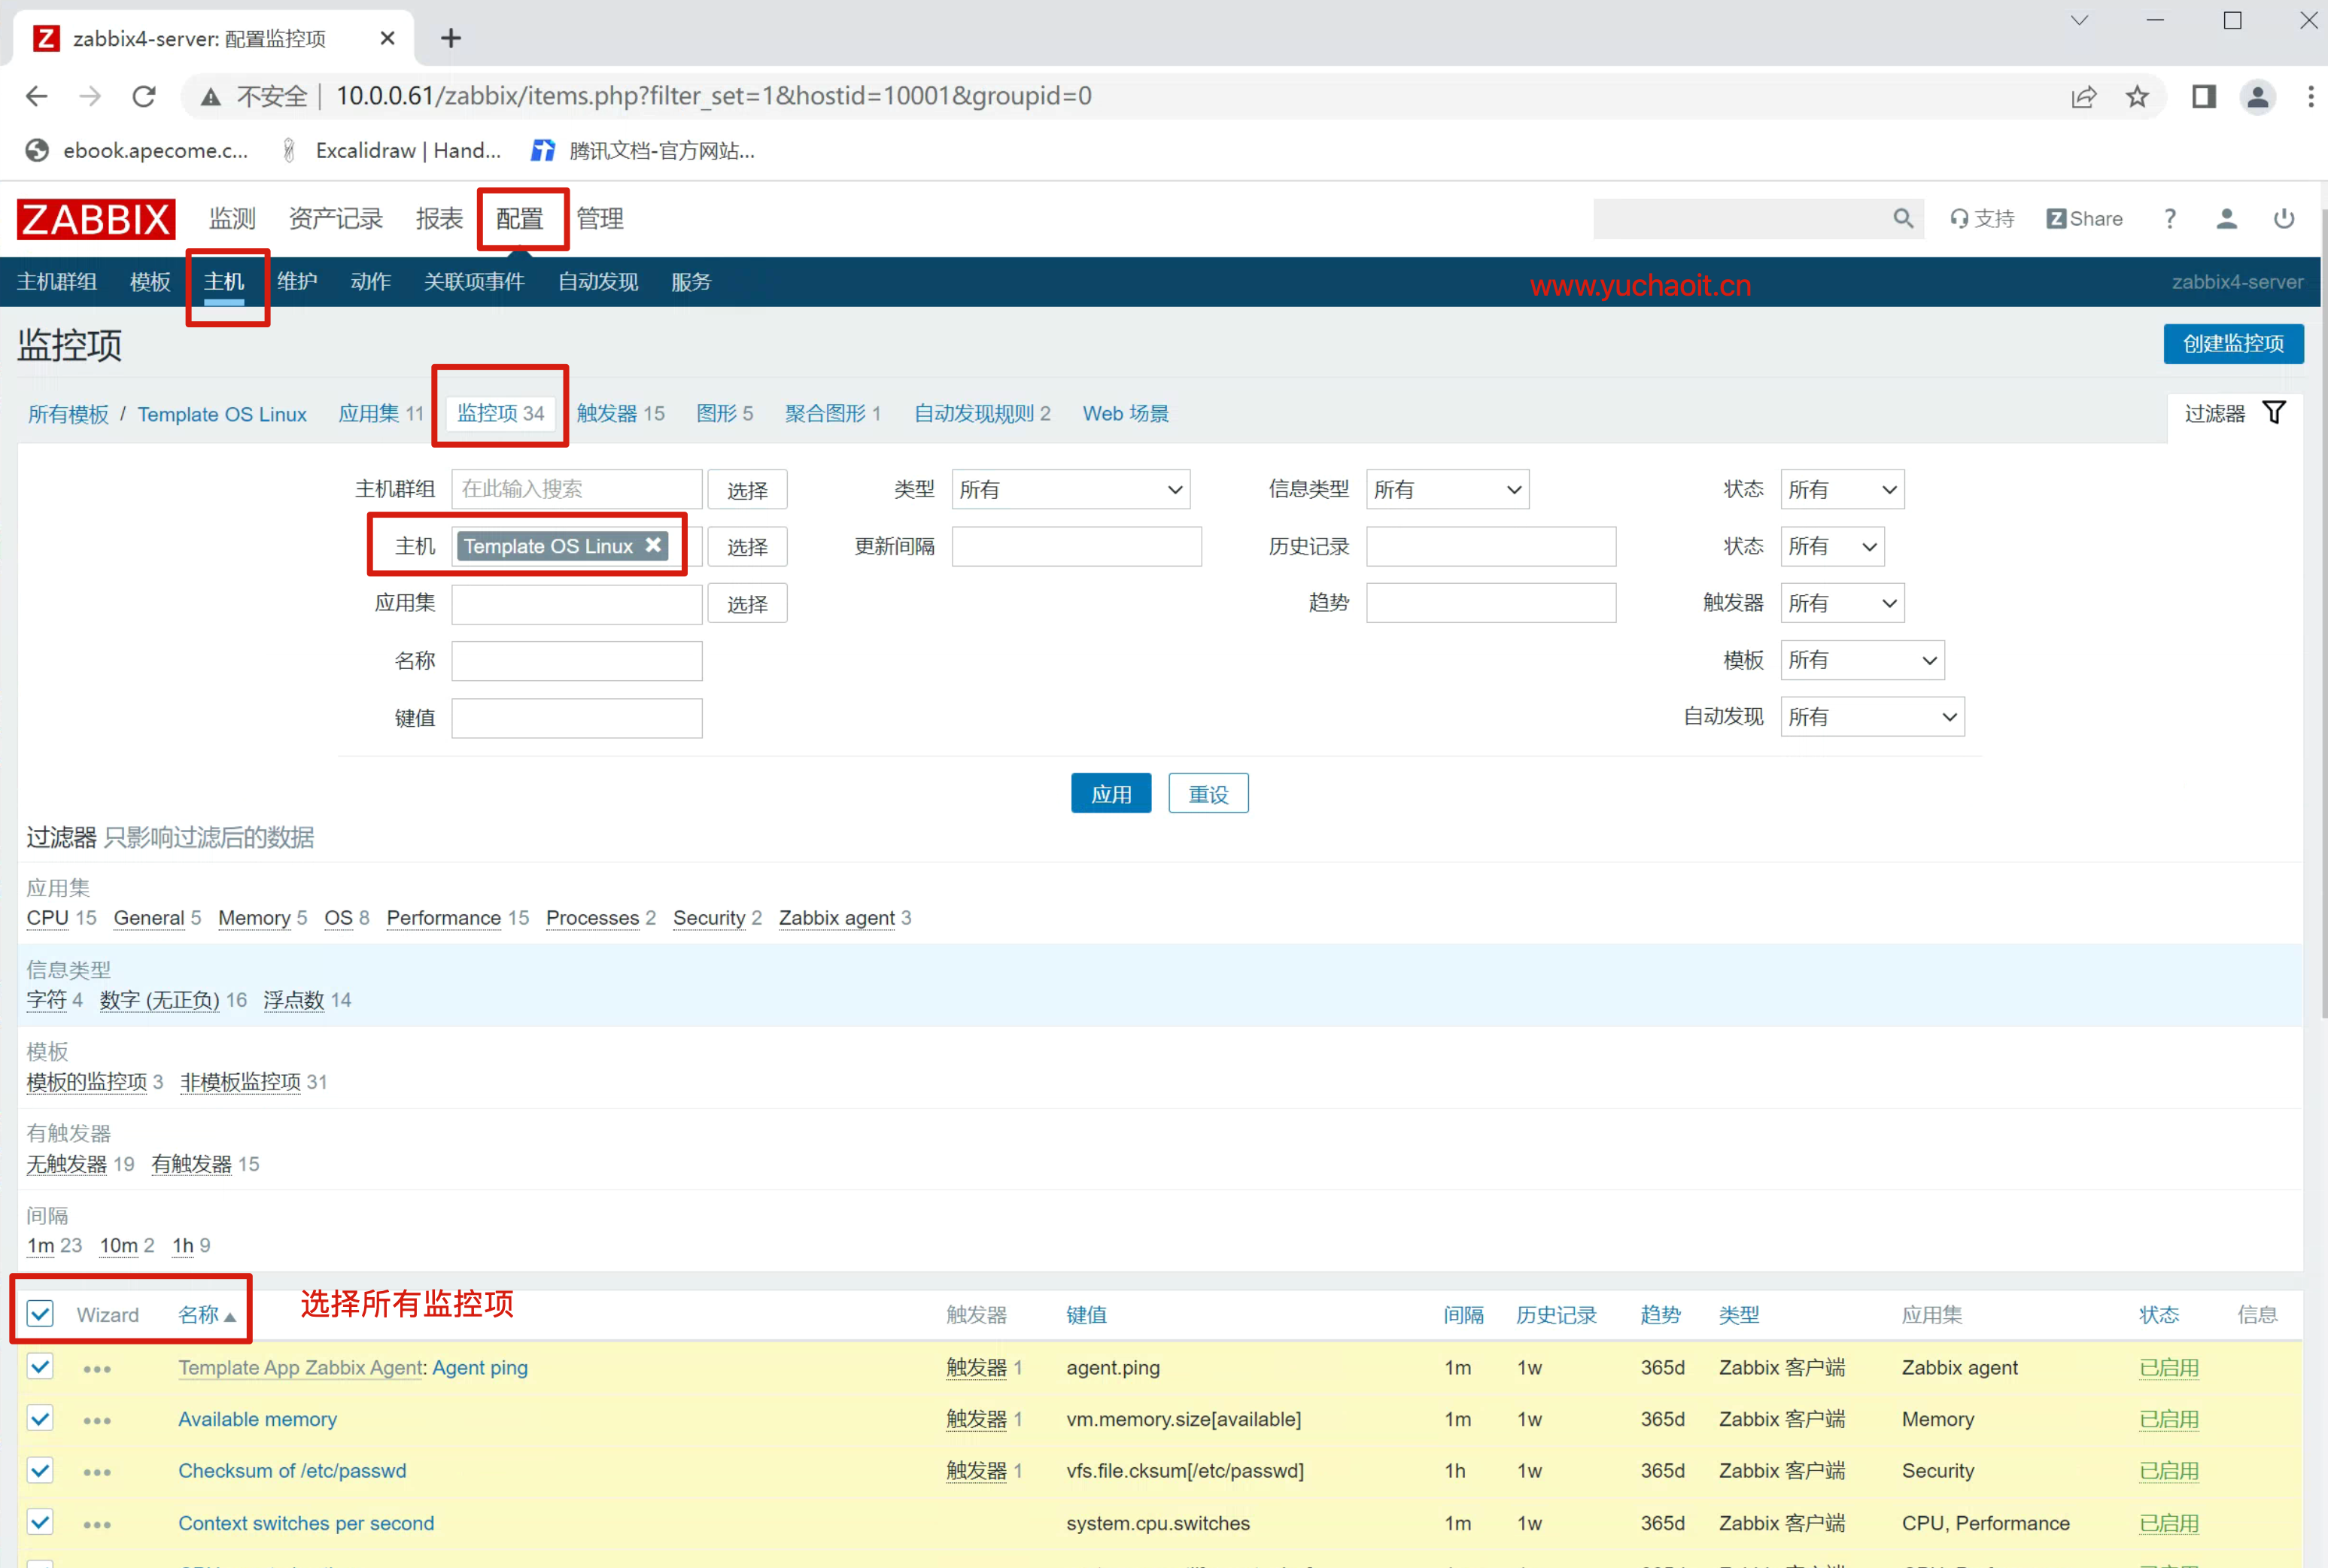 zabbix4-server: 配置监控项
不安全 10.0.0.61/zabbix/items.php?filter_set=1&hostid=10001&groupid=0
ebook.apecome.c... Excalidraw | Hand... 腾讯文档-官方网站...
ZABBIX 监测 资产记录 报表 配置 管理 支持 Share ?
主机群组 模板 主机 维护 动作 关联项事件 自动发现 服务 www.yuchaoit.cn zabbix4-server
监控项 创建监控项
所有模板 / Template OS Linux 应用集 11 监控项 34 触发器 15 图形 5 聚合图形 1 自动发现规则 2 Web 场景 过滤器
主机群组 在此输入搜索 选择 类型 所有 信息类型 所有 状态 所有
主机 Template OS Linux 选择 更新间隔 历史记录 状态 所有
应用集 选择 趋势 触发器 所有
名称 模板 所有
键值 自动发现 所有
应用 重设
过滤器 只影响过滤后的数据
应用集
CPU 15 General 5 Memory 5 OS 8 Performance 15 Processes 2 Security 2 Zabbix agent 3
信息类型
字符 4 数字 (无正负) 16 浮点数 14
模板
模板的监控项 3 非模板监控项 31
有触发器
无触发器 19 有触发器 15
间隔
1m 23 10m 2 1h 9
选择所有监控项
Wizard 名称 触发器 键值 间隔 历史记录 趋势 类型 应用集 状态 信息
Template App Zabbix Agent: Agent ping 触发器 1 agent.ping 1m 1w 365d Zabbix 客户端 Zabbix agent 已启用
Available memory 触发器 1 vm.memory.size[available] 1m 1w 365d Zabbix 客户端 Memory 已启用
Checksum of /etc/passwd 触发器 1 vfs.file.cksum[/etc/passwd] 1h 1w 365d Zabbix 客户端 Security 已启用
Context switches per second system.cpu.switches 1m 1w 365d Zabbix 客户端 CPU, Performance 已启用